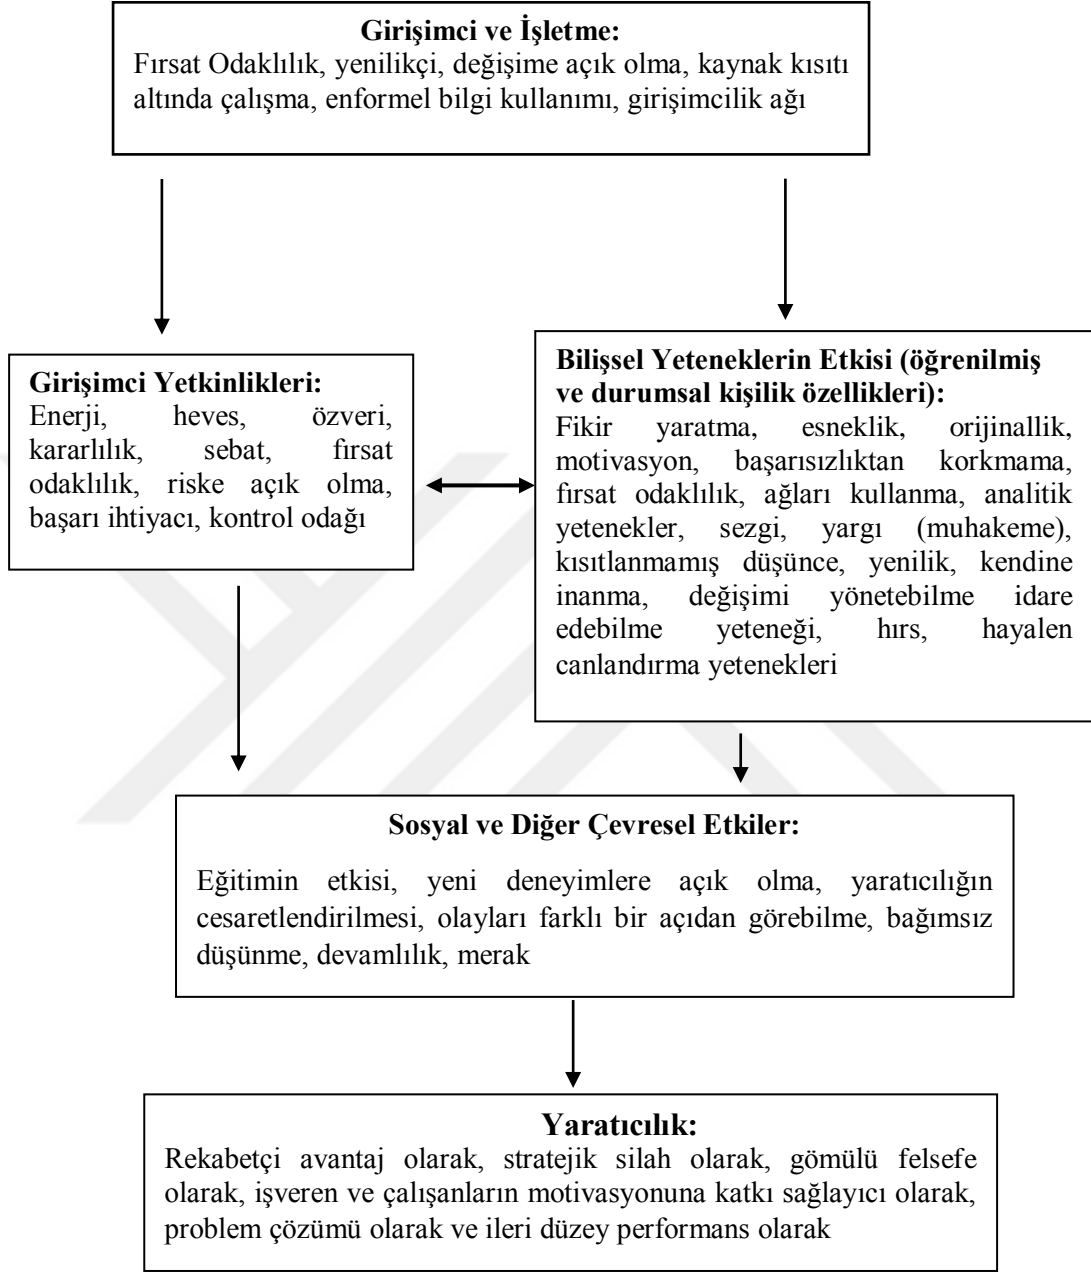 Girişimci ve İşletme:
Fırsat Odaklılık, yenilikçi, değişime açık olma, kaynak kısıtı
altında çalışma, enformel bilgi kullanımı, girişimcilik ağı
Girişimci Yetkinlikleri:
Enerji, heves, özveri,
kararlılık, sebat, fırsat
odaklılık, riske açık olma,
başarı ihtiyacı, kontrol odağı
Bilişsel Yeteneklerin Etkisi (öğrenilmiş
ve durumsal kişilik özellikleri):
Fikir yaratma, esneklik, orijinallik,
motivasyon, başarısızlıktan korkmama,
fırsat odaklılık, ağları kullanma, analitik
yetenekler, sezgi, yargı (muhakeme),
kısıtlanmamış düşünce, yenilik, kendine
inanma, değişimi yönetebilme idare
edebilme yeteneği, hırs, hayalen
canlandırma yetenekleri
Sosyal ve Diğer Çevresel Etkiler:
Eğitimin etkisi, yeni deneyimlere açık olma, yaratıcılığın
cesaretlendirilmesi, olayları farklı bir açıdan görebilme, bağımsız
düşünme, devamlılık, merak
Yaratıcılık:
Rekabetçi avantaj olarak, stratejik silah olarak, gömülü felsefe
olarak, işveren ve çalışanların motivasyonuna katkı sağlayıcı olarak,
problem çözümü olarak ve ileri düzey performans olarak